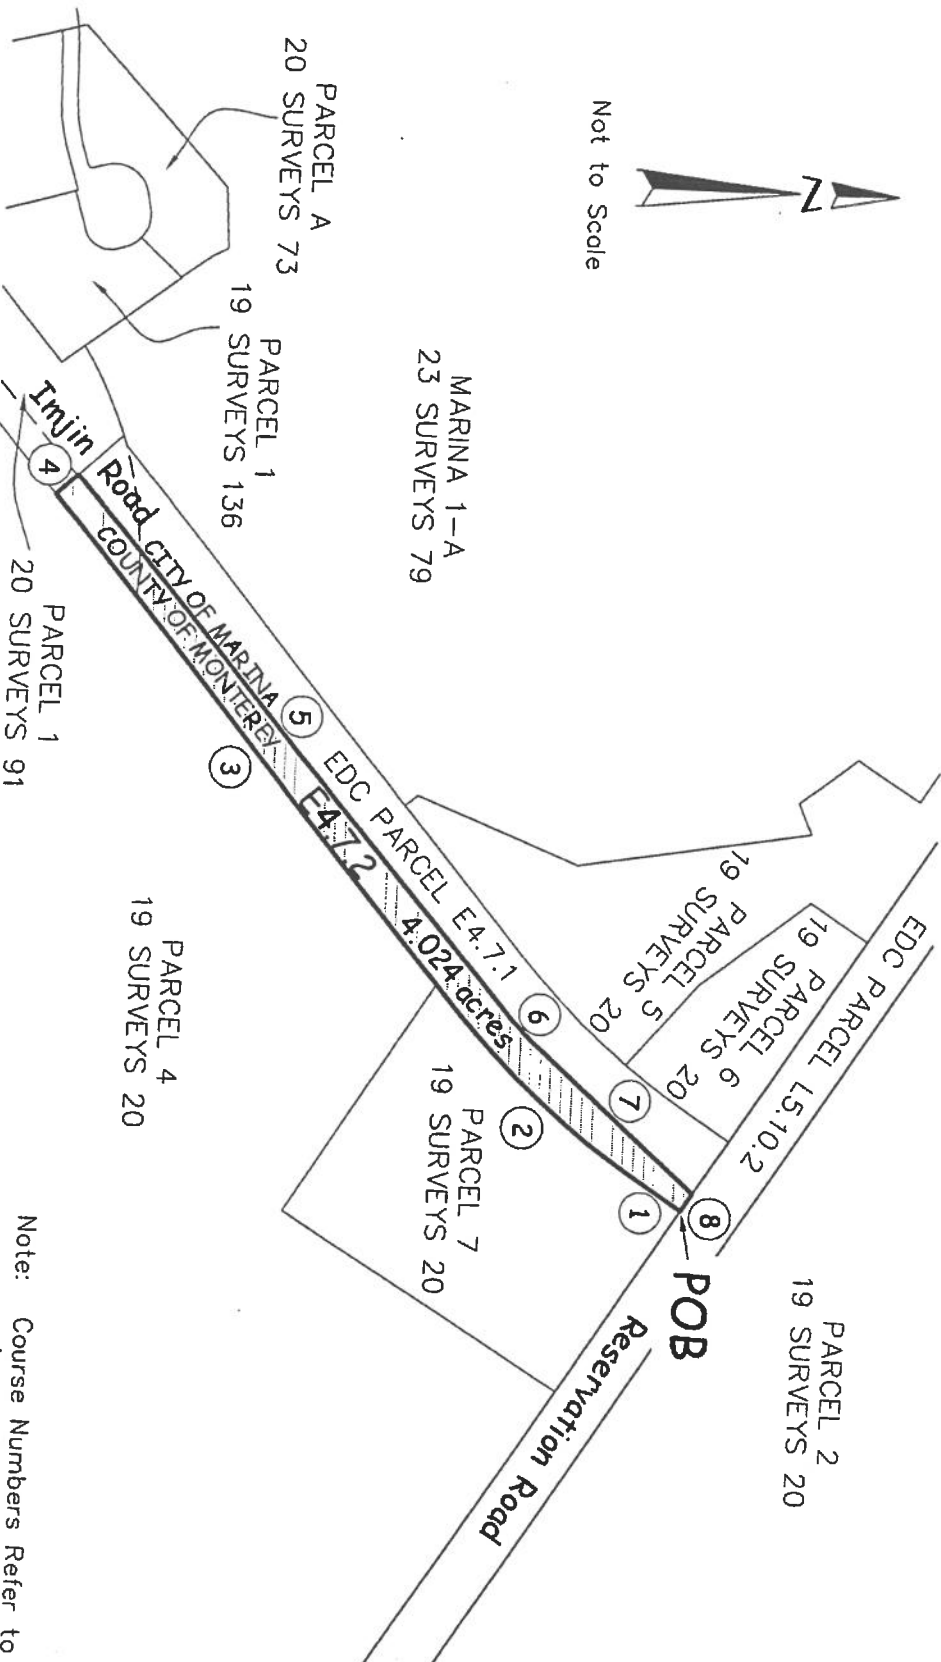 Not to Scale
N
PARCEL A
20 SURVEYS 73
PARCEL 1
19 SURVEYS 136
MARINA 1-A
23 SURVEYS 79
EDC PARCEL L5.10.2
PARCEL 6
19 SURVEYS 20
PARCEL 5
19 SURVEYS 20
PARCEL 2
19 SURVEYS 20
EDC PARCEL E4.7.1
Imjin Road
CITY OF MARINA
COUNTY OF MONTEREY
E4.7.2 4.024 acres
1
2
3
4
5
6
7
8
POB
Reservation Road
PARCEL 7
19 SURVEYS 20
PARCEL 4
19 SURVEYS 20
PARCEL 1
20 SURVEYS 91
Note: Course Numbers Refer to